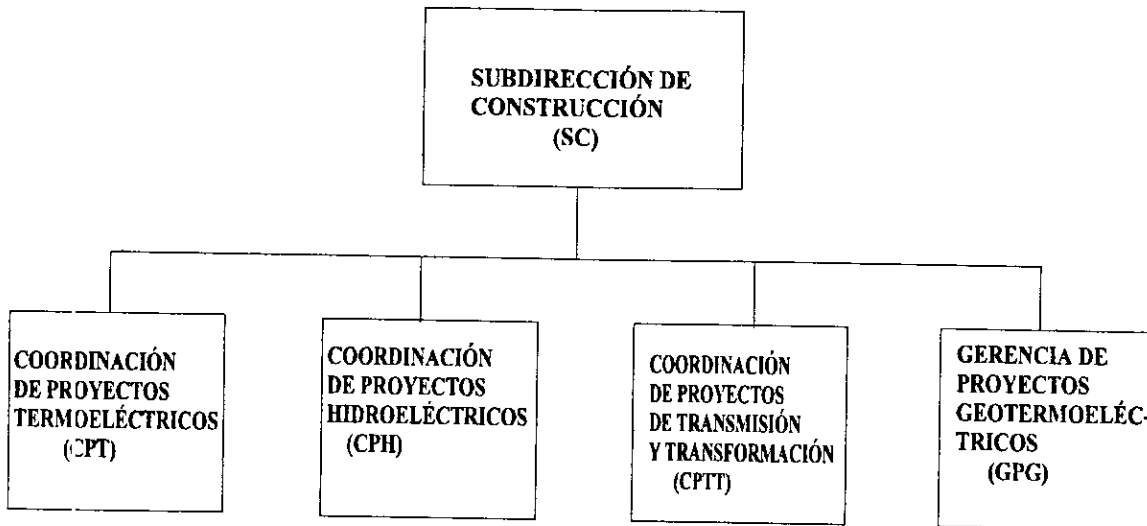 SUBDIRECCIÓN DE
CONSTRUCCIÓN
(SC)
COORDINACIÓN
DE PROYECTOS
TERMOELÉCTRICOS
(CPT)
COORDINACIÓN
DE PROYECTOS
HIDROELÉCTRICOS
(CPH)
COORDINACIÓN
DE PROYECTOS
DE TRANSMISIÓN
Y TRANSFORMACIÓN
(CPTT)
GERENCIA DE
PROYECTOS
GEOTERMOELÉC-
TRICOS
(GPG)